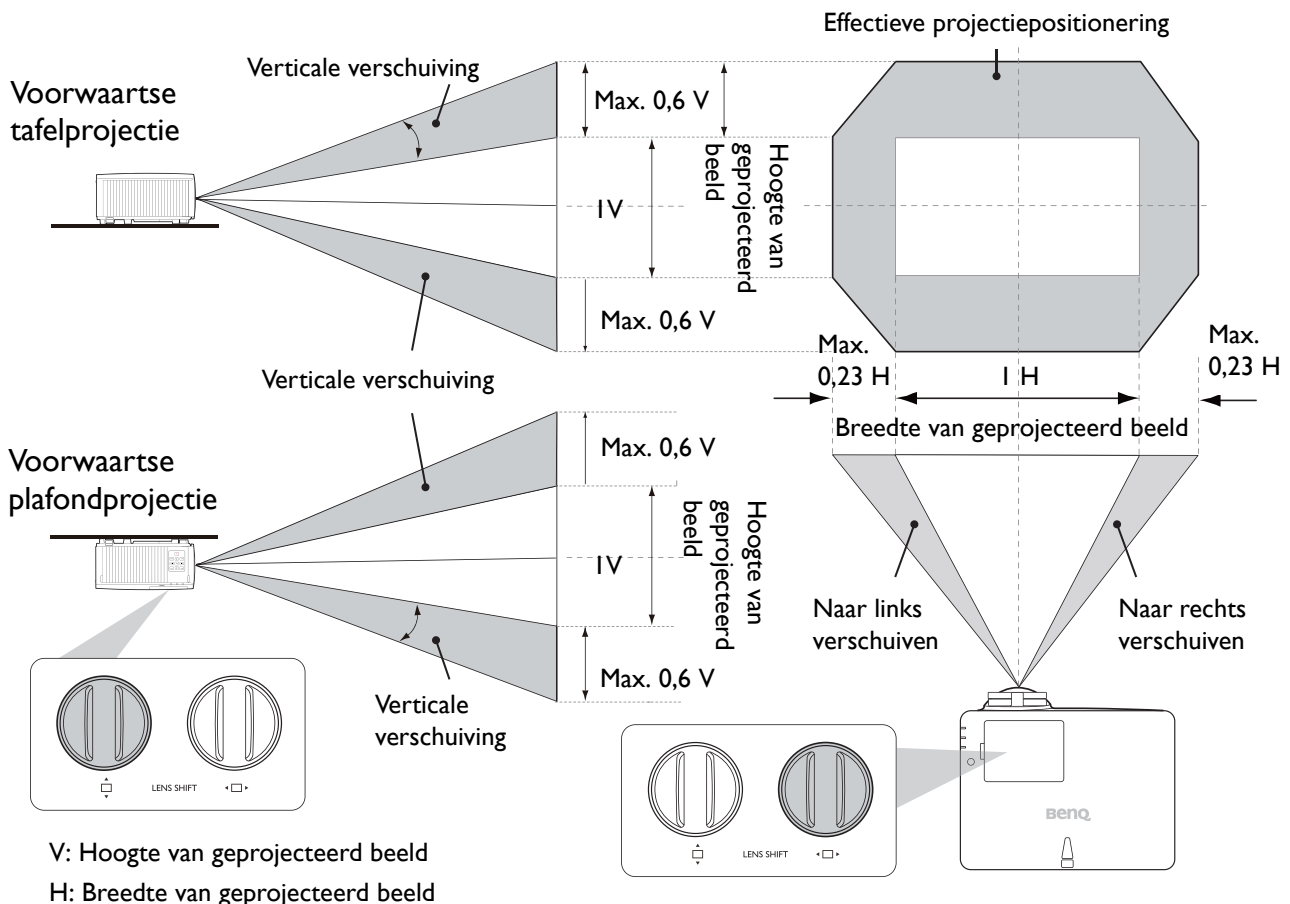 Effectieve projectiepositionering
Voorwaartse
tafelprojectie
Verticale verschuiving
Max. 0,6 V
1V
Hoogte van
geprojecteerd
beeld
Max. 0,6 V
Verticale verschuiving
Max.
0,23 H
1 H
Max.
0,23 H
Breedte van geprojecteerd beeld
Voorwaartse
plafondprojectie
Max. 0,6 V
1V
Hoogte van
geprojecteerd
beeld
Max. 0,6 V
Verticale
verschuiving
Naar links
verschuiven
Naar rechts
verschuiven
LENS SHIFT
LENS SHIFT
BenQ
V: Hoogte van geprojecteerd beeld
H: Breedte van geprojecteerd beeld